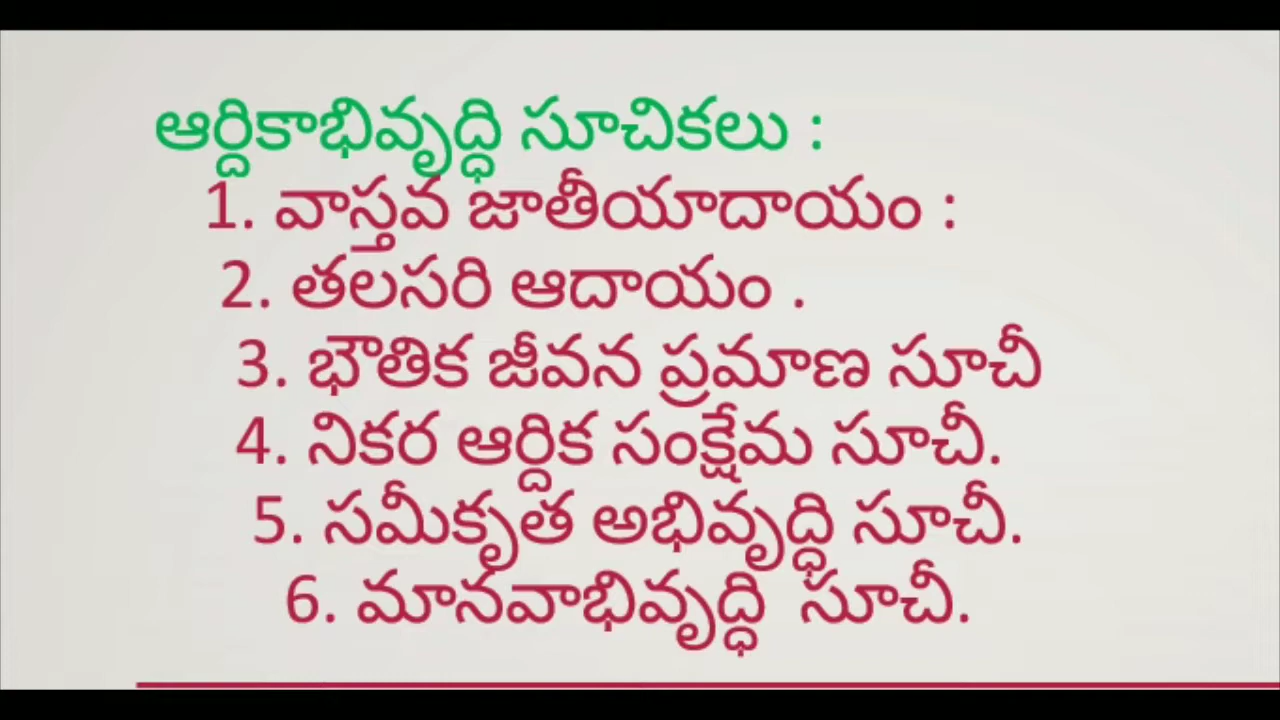 ఆర్దికాభివృద్ధి సూచికలు :
1. వాస్తవ జాతీయాదాయం :
2. తలసరి ఆదాయం .
3. భౌతిక జీవన ప్రమాణ సూచీ
4. నికర ఆర్దిక సంక్షేమ సూచీ.
5. సమీకృత అభివృద్ధి సూచీ.
6. మానవాభివృద్ధి సూచీ.